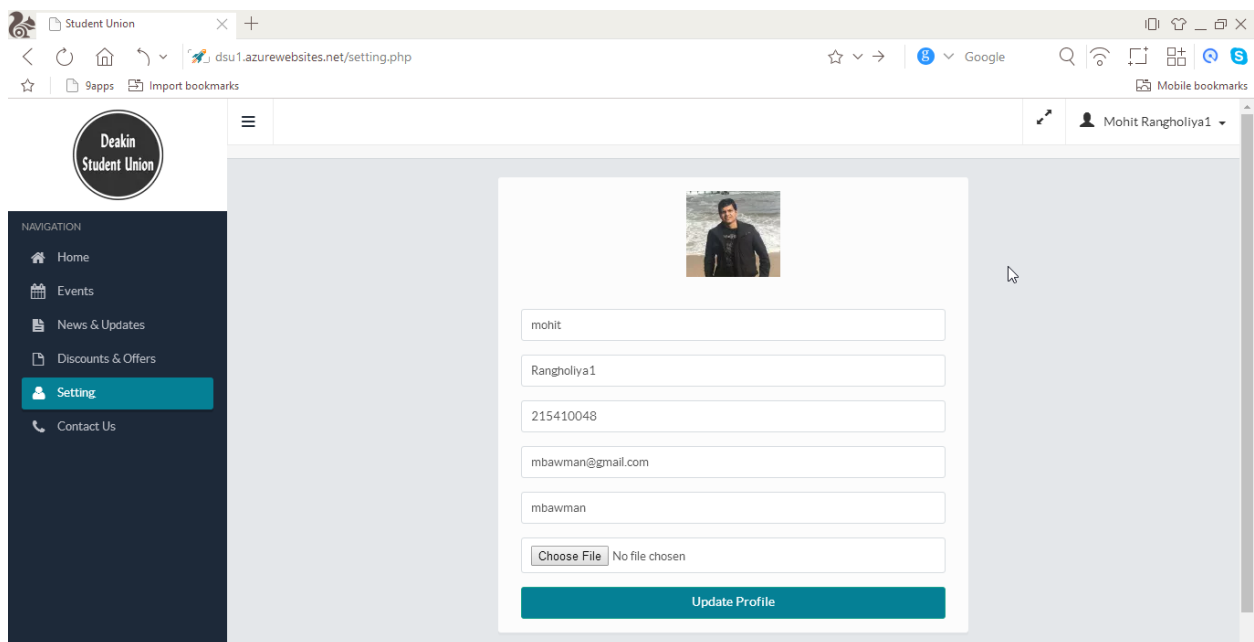 Student Union
dsu1.azurewebsites.net/setting.php
g Google
S
9apps Import bookmarks
Mobile bookmarks
Deakin
Student Union
Mohit Rangholiya1
NAVIGATION
Home
Events
News & Updates
Discounts & Offers
Setting
Contact Us
mohit
Rangholiya1
215410048
mbawman@gmail.com
mbawman
Choose File No file chosen
Update Profile